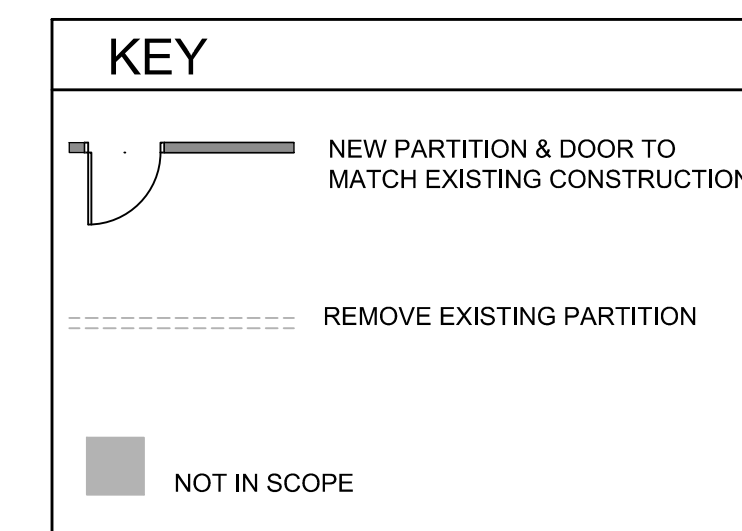 KEY
NEW PARTITION & DOOR TO
MATCH EXISTING CONSTRUCTION
REMOVE EXISTING PARTITION
NOT IN SCOPE